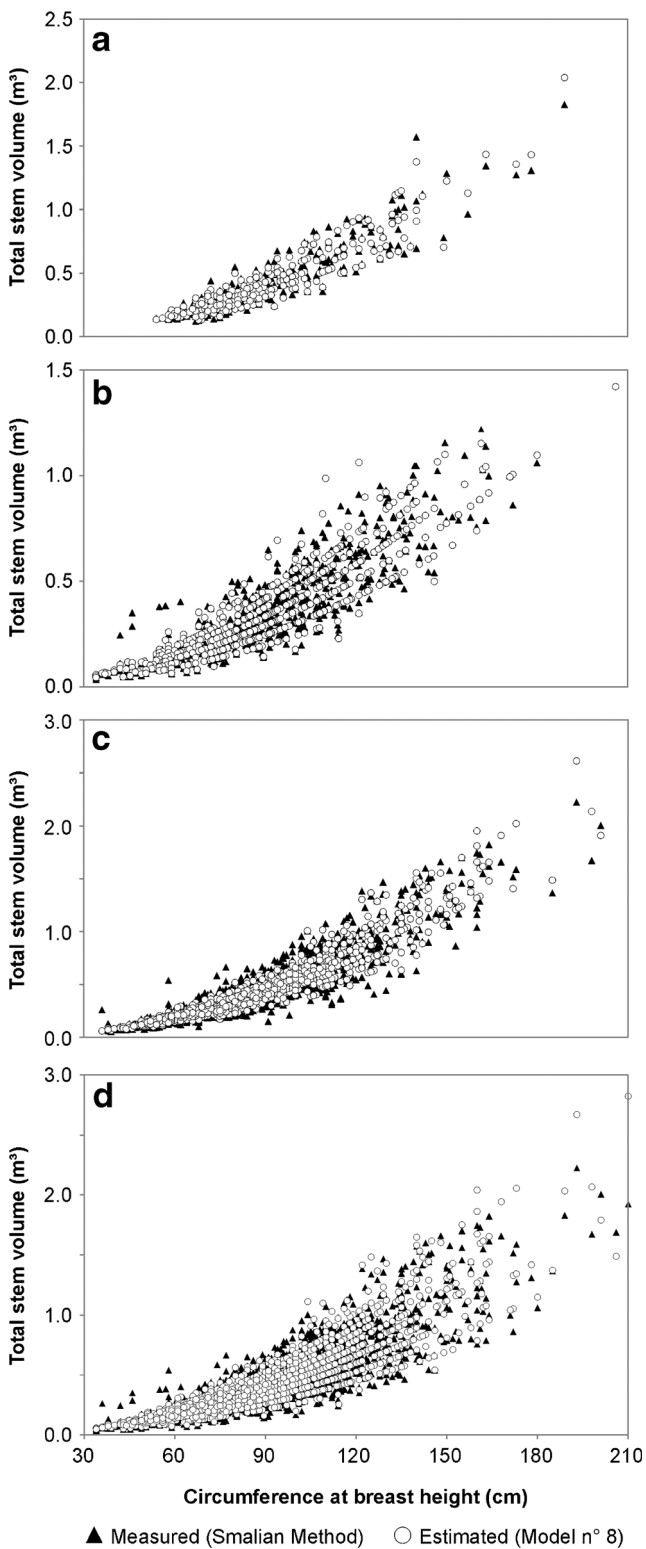 a
Total stem volume (m³)
2.5
2.0
1.5
1.0
0.5
0.0
b
Total stem volume (m³)
1.5
1.0
0.5
0.0
c
Total stem volume (m³)
3.0
2.0
1.0
0.0
d
Total stem volume (m³)
3.0
2.0
1.0
0.0
30 60 90 120 150 180 210
Circumference at breast height (cm)
▲ Measured (Smalian Method) ○ Estimated (Model n° 8)